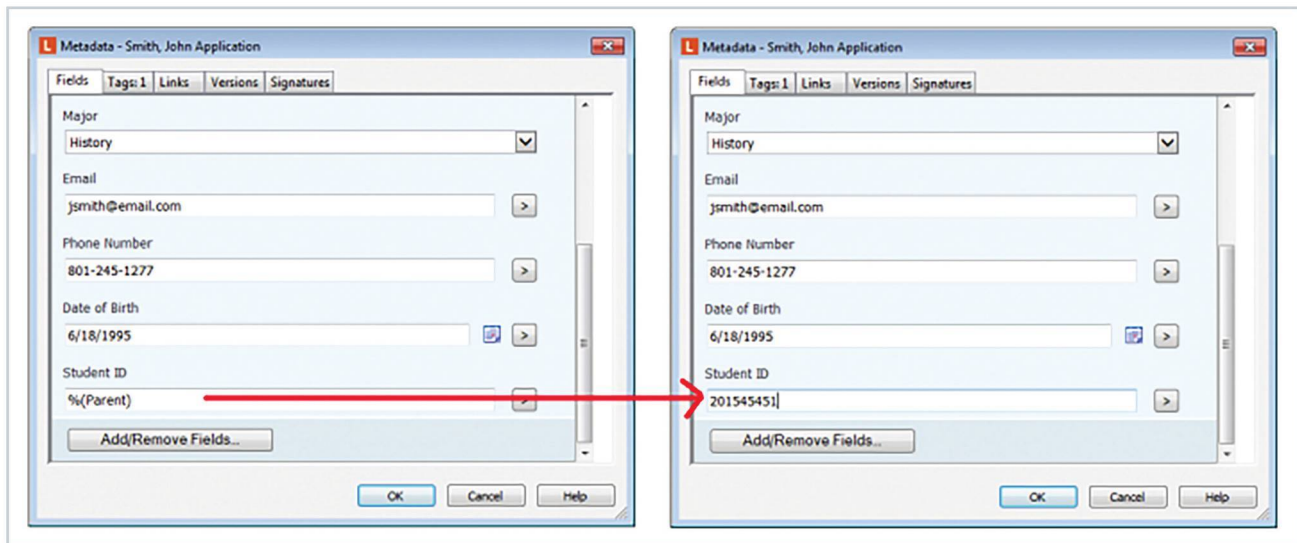 L Metadata - Smith, John Application
Fields Tags: 1 Links Versions Signatures
Major
History
Email
jsmith@email.com
>
Phone Number
801-245-1277
>
Date of Birth
6/18/1995
>
Student ID
%(Parent)
>
Add/Remove Fields...
OK Cancel Help
L Metadata - Smith, John Application
Fields Tags: 1 Links Versions Signatures
Major
History
Email
jsmith@email.com
>
Phone Number
801-245-1277
>
Date of Birth
6/18/1995
>
Student ID
201545451
>
Add/Remove Fields...
OK Cancel Help